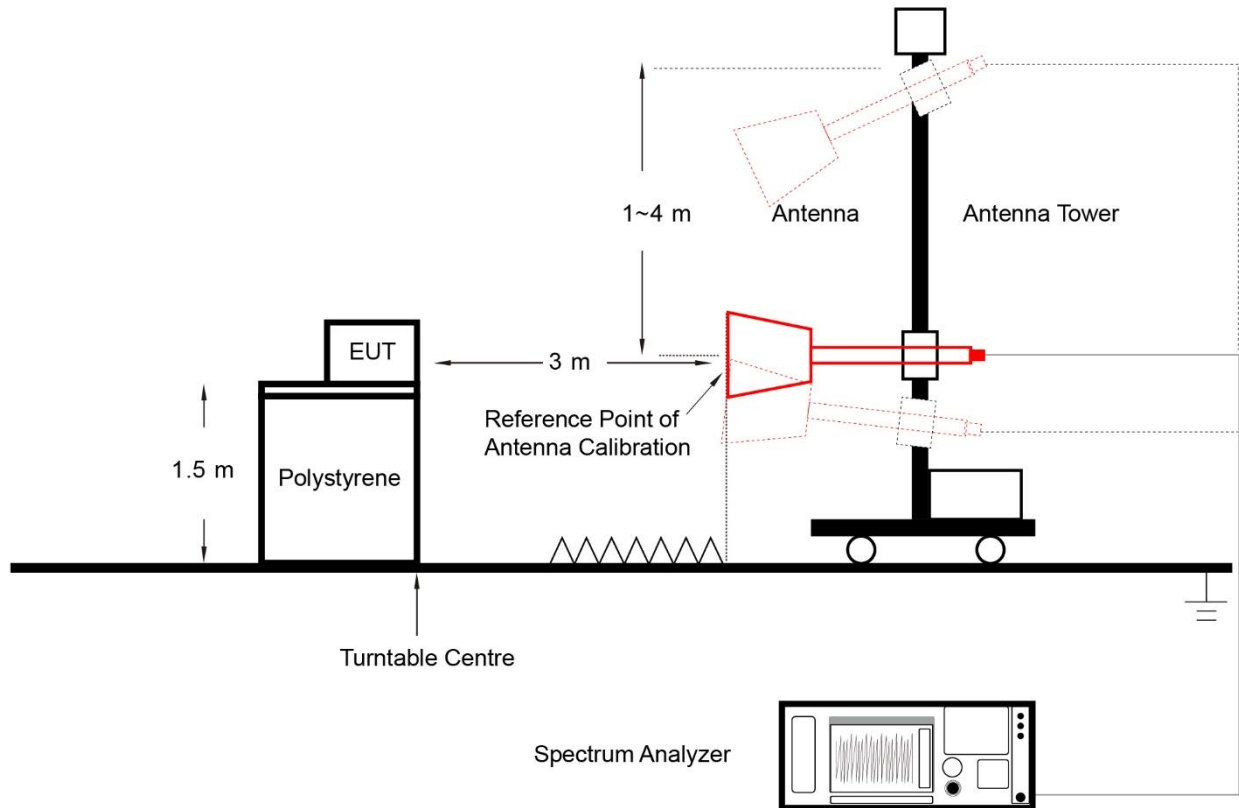 1~4 m
Antenna
Antenna Tower
EUT
3 m
Reference Point of
Antenna Calibration
1.5 m
Polystyrene
Turntable Centre
Spectrum Analyzer